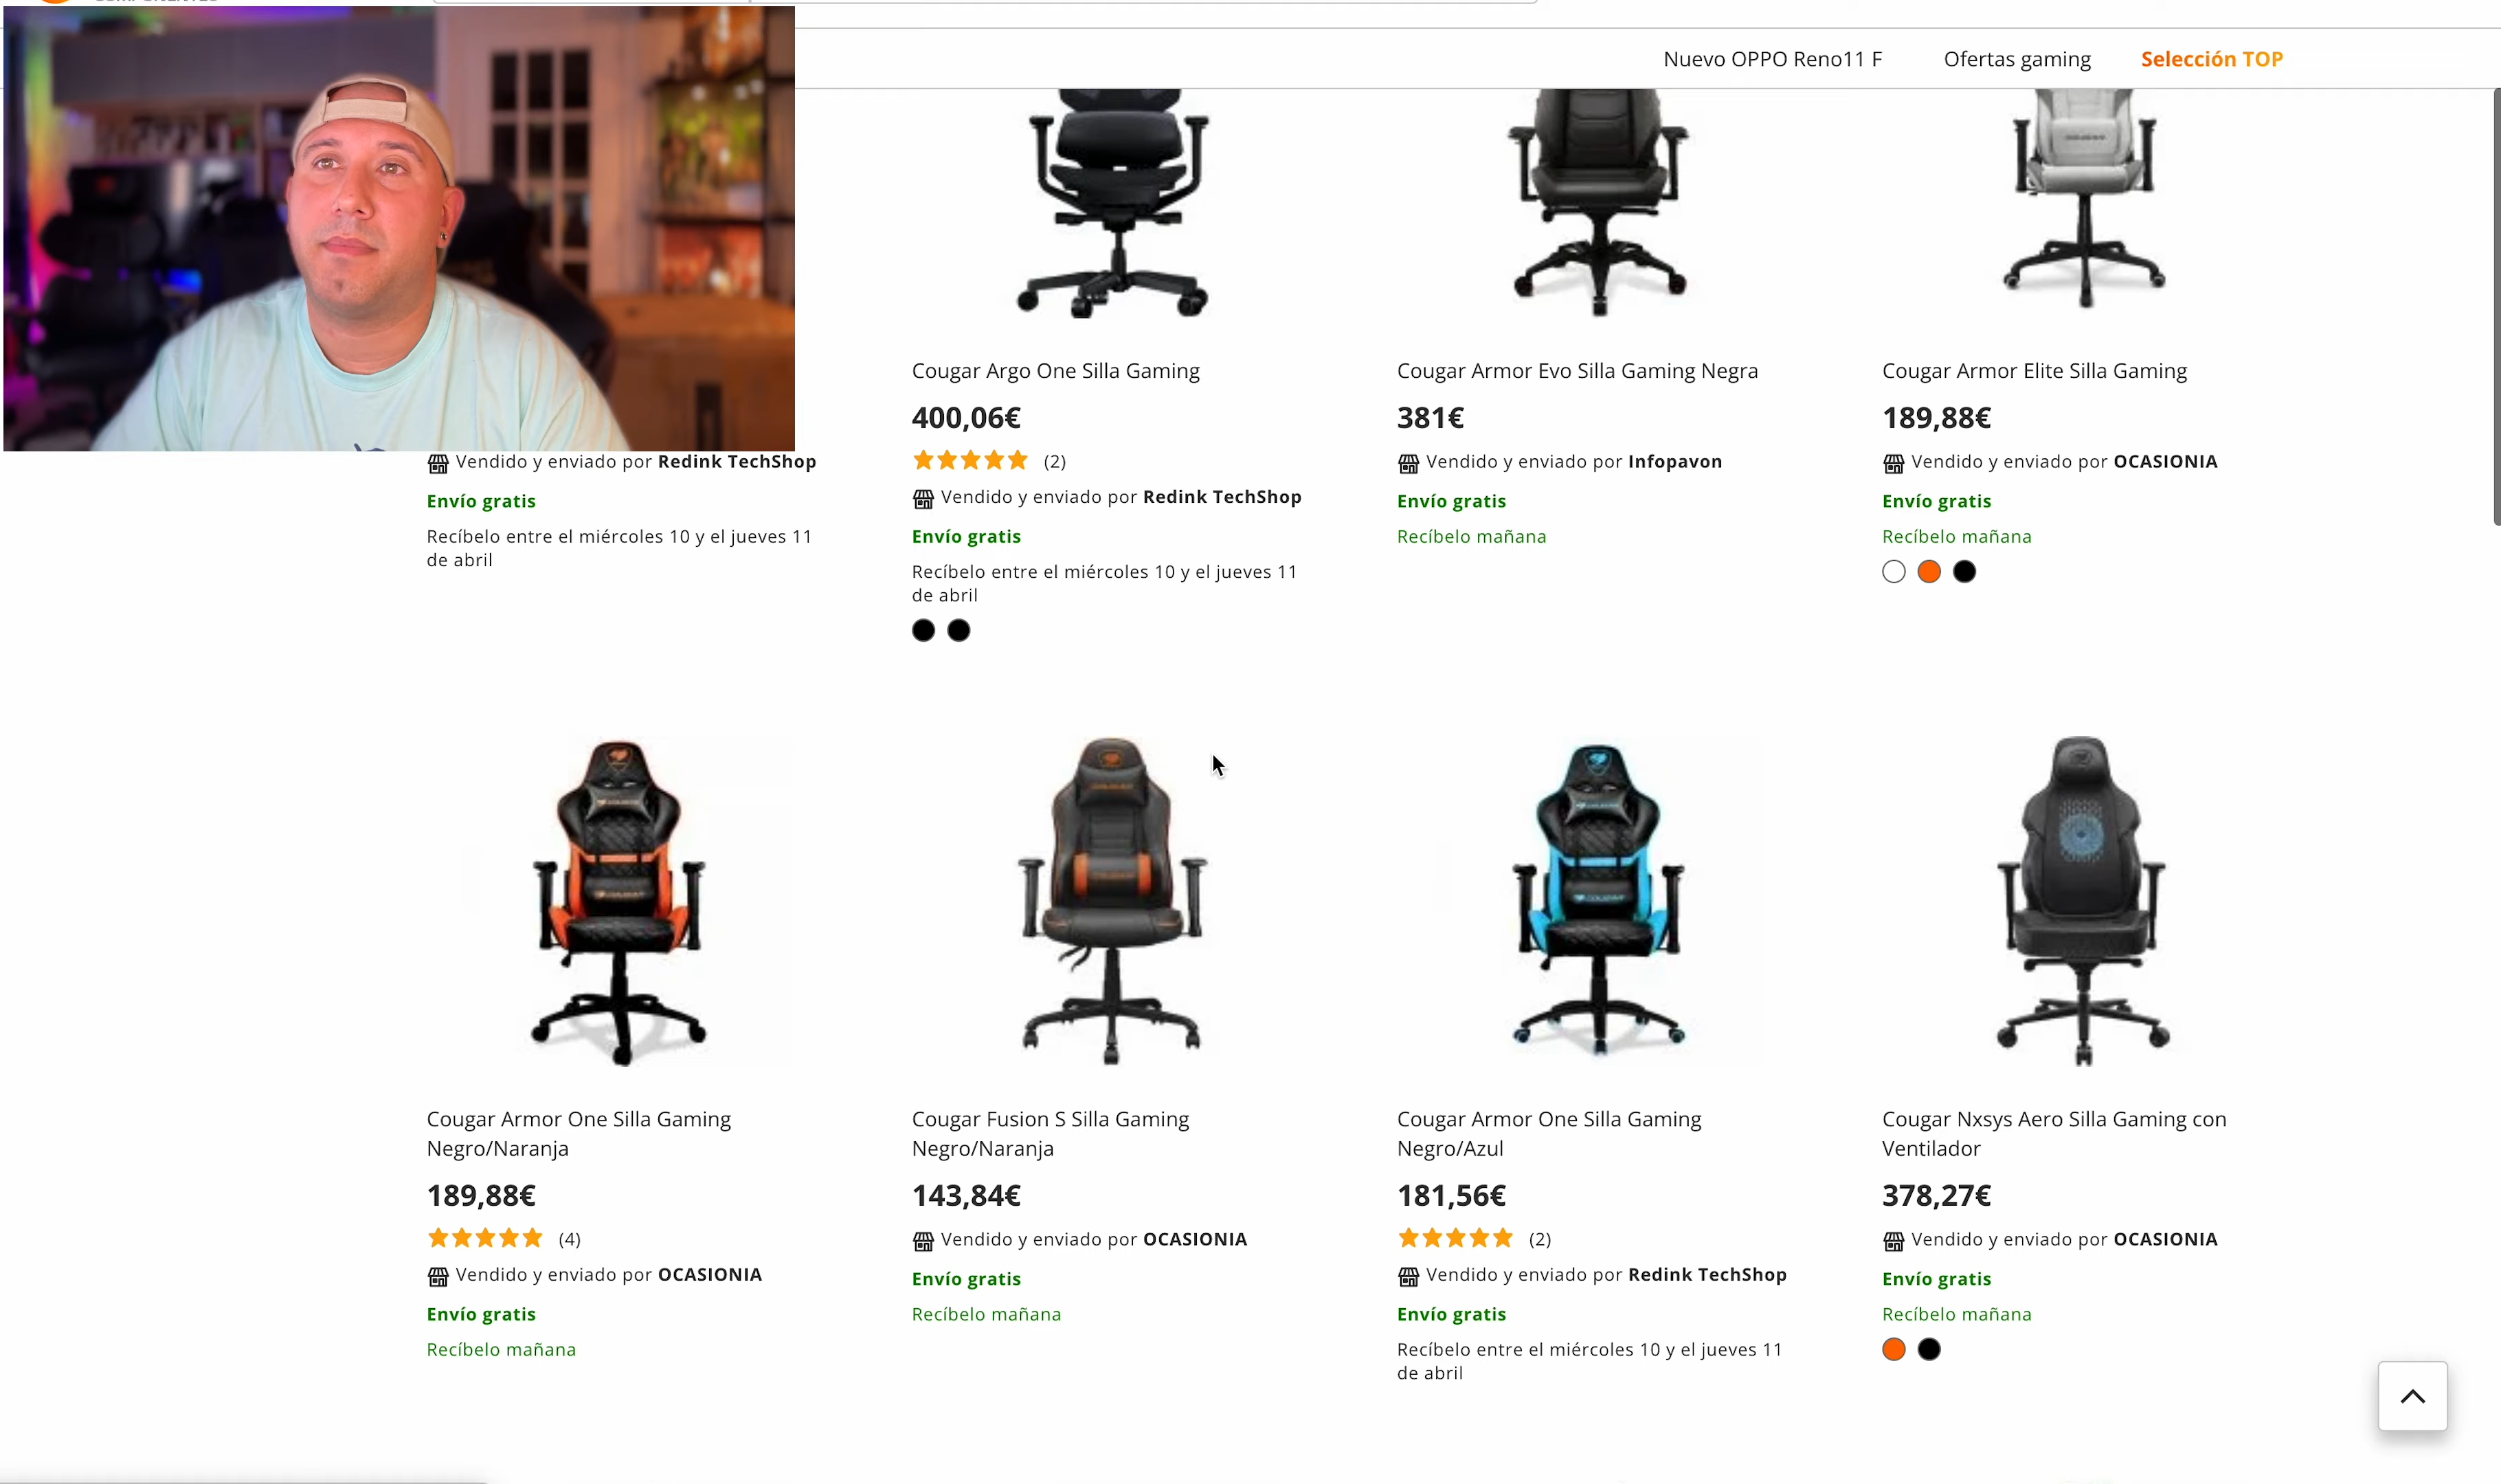 Nuevo OPPO Reno11 F
Ofertas gaming
Selección TOP
Vendido y enviado por Redink TechShop
Envío gratis
Recíbelo entre el miércoles 10 y el jueves 11
de abril
Cougar Argo One Silla Gaming
400,06€
(2)
Vendido y enviado por Redink TechShop
Envío gratis
Recíbelo entre el miércoles 10 y el jueves 11
de abril
Cougar Armor Evo Silla Gaming Negra
381€
Vendido y enviado por Infopavon
Envío gratis
Recíbelo mañana
Cougar Armor Elite Silla Gaming
189,88€
Vendido y enviado por OCASIONIA
Envío gratis
Recíbelo mañana
Cougar Armor One Silla Gaming
Negro/Naranja
189,88€
(4)
Vendido y enviado por OCASIONIA
Envío gratis
Recíbelo mañana
Cougar Fusion S Silla Gaming
Negro/Naranja
143,84€
Vendido y enviado por OCASIONIA
Envío gratis
Recíbelo mañana
Cougar Armor One Silla Gaming
Negro/Azul
181,56€
(2)
Vendido y enviado por Redink TechShop
Envío gratis
Recíbelo entre el miércoles 10 y el jueves 11
de abril
Cougar Nxsys Aero Silla Gaming con
Ventilador
378,27€
Vendido y enviado por OCASIONIA
Envío gratis
Recíbelo mañana